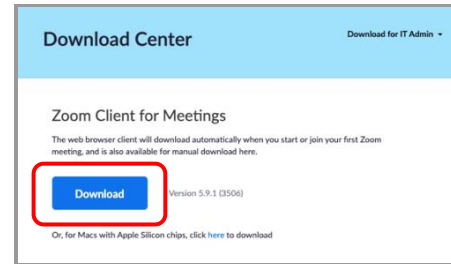 Download Center
Download for IT Admin
Zoom Client for Meetings
The web browser client will download automatically when you start or join your first Zoom
meeting, and is also available for manual download here.
Download
Version 5.9.1 (3506)
Or, for Macs with Apple Silicon chips, click here to download